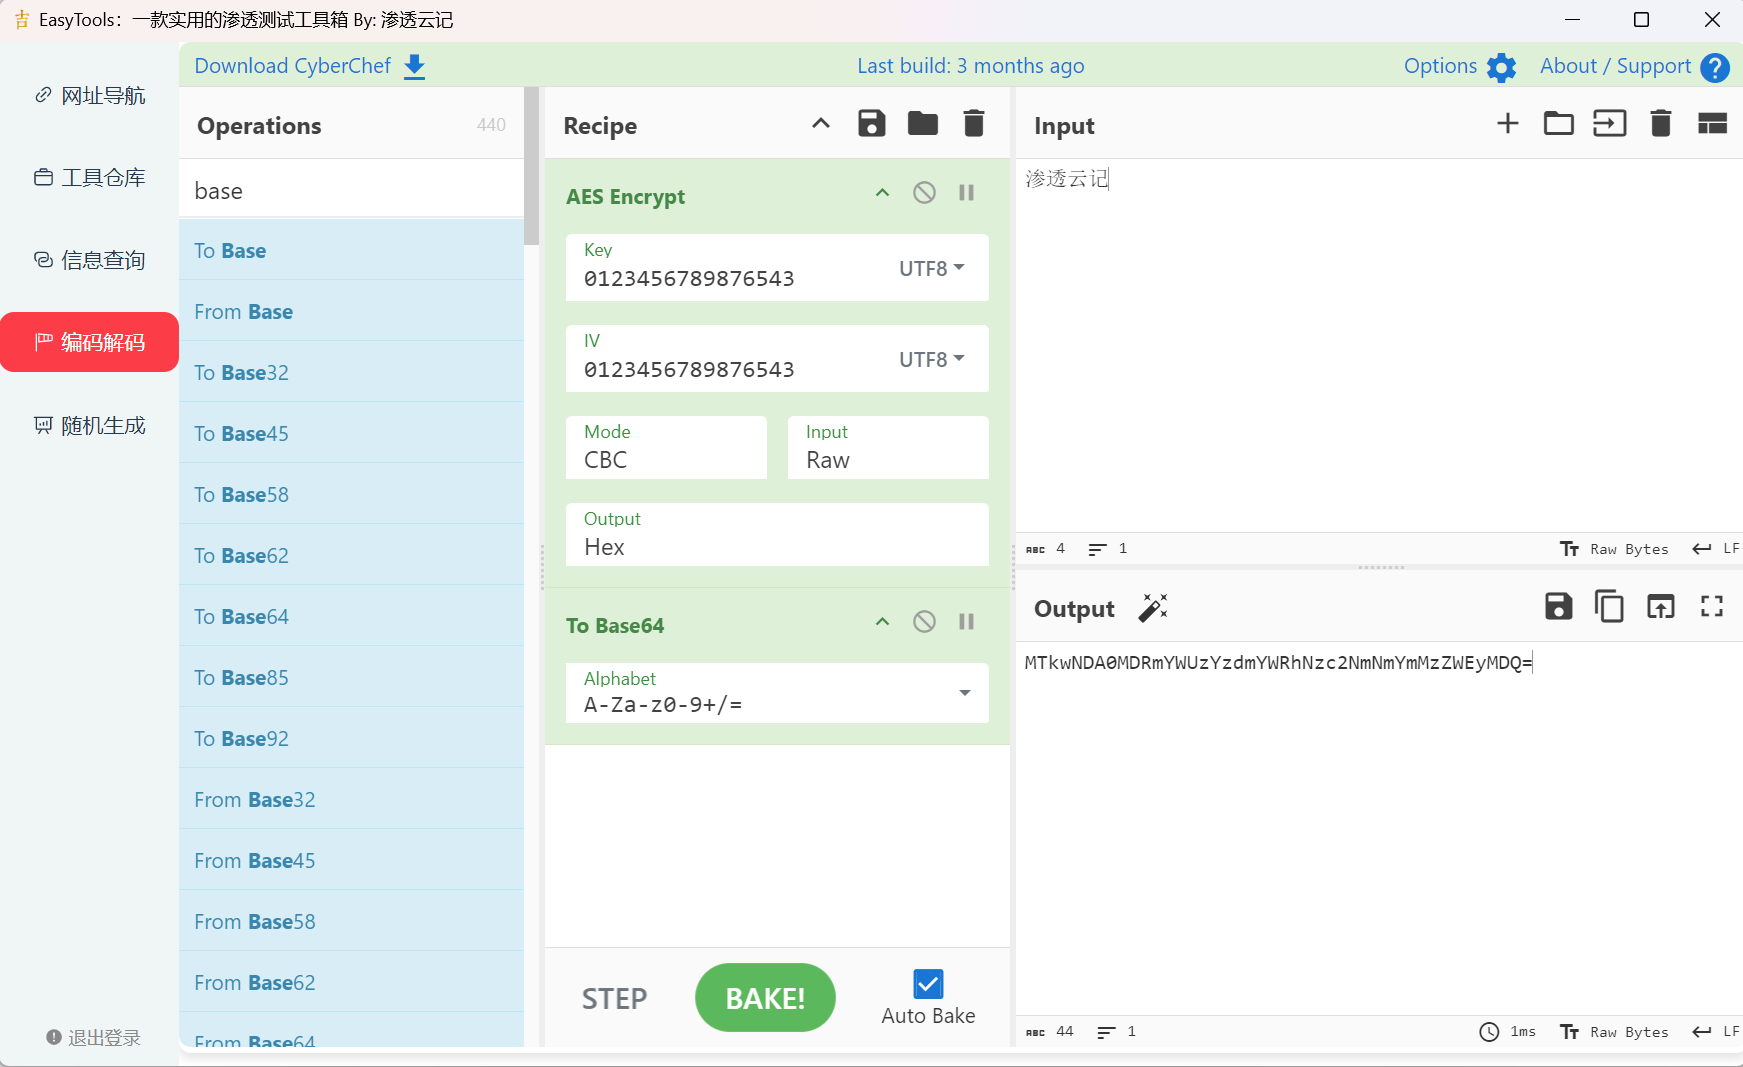 EasyTools：一款实用的渗透测试工具箱 By: 渗透云记
网址导航
工具仓库
信息查询
编码解码
随机生成
退出登录
Download CyberChef
Last build: 3 months ago
Options
About / Support
Operations
440
base
To Base
From Base
To Base32
To Base45
To Base58
To Base62
To Base64
To Base85
To Base92
From Base32
From Base45
From Base58
From Base62
From Base64
Recipe
AES Encrypt
Key
0123456789876543
UTF8
IV
0123456789876543
UTF8
Mode
CBC
Input
Raw
Output
Hex
To Base64
Alphabet
A-Za-z0-9+/=
STEP
BAKE!
Auto Bake
Input
渗透云记
ABC 4
1
Raw Bytes
LF
Output
MTkwNDA0MDRmYWUzYzdmYWRhNzc2NmNmYmMzZWEyMDQ=
ABC 44
1
1ms
Raw Bytes
LF